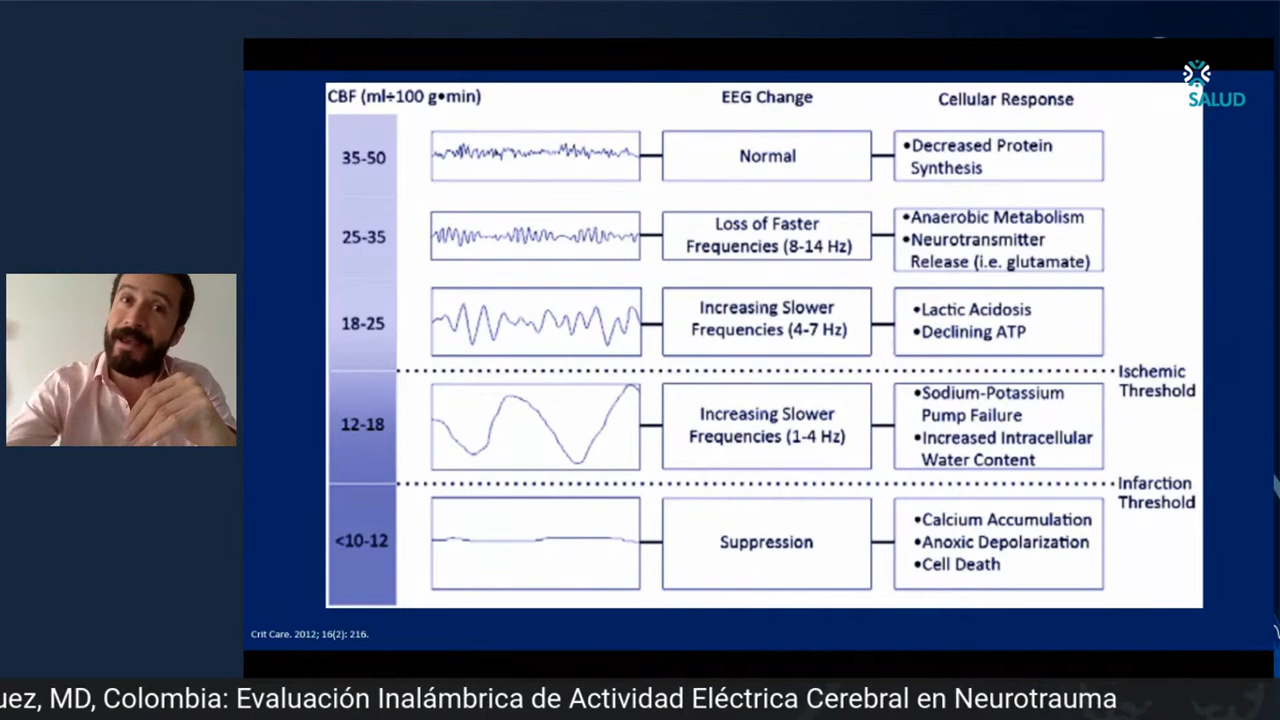 SALUD
CBF (ml÷100 g•min)
EEG Change
Cellular Response
35-50
Normal
•Decreased Protein
Synthesis
25-35
Loss of Faster
Frequencies (8-14 Hz)
•Anaerobic Metabolism
•Neurotransmitter
Release (i.e. glutamate)
18-25
Increasing Slower
Frequencies (4-7 Hz)
•Lactic Acidosis
•Declining ATP
Ischemic
Threshold
12-18
Increasing Slower
Frequencies (1-4 Hz)
•Sodium-Potassium
Pump Failure
•Increased Intracellular
Water Content
Infarction
Threshold
<10-12
Suppression
•Calcium Accumulation
•Anoxic Depolarization
•Cell Death
Crit Care. 2012; 16(2): 216.
uez, MD, Colombia: Evaluación Inalámbrica de Actividad Eléctrica Cerebral en Neurotrauma